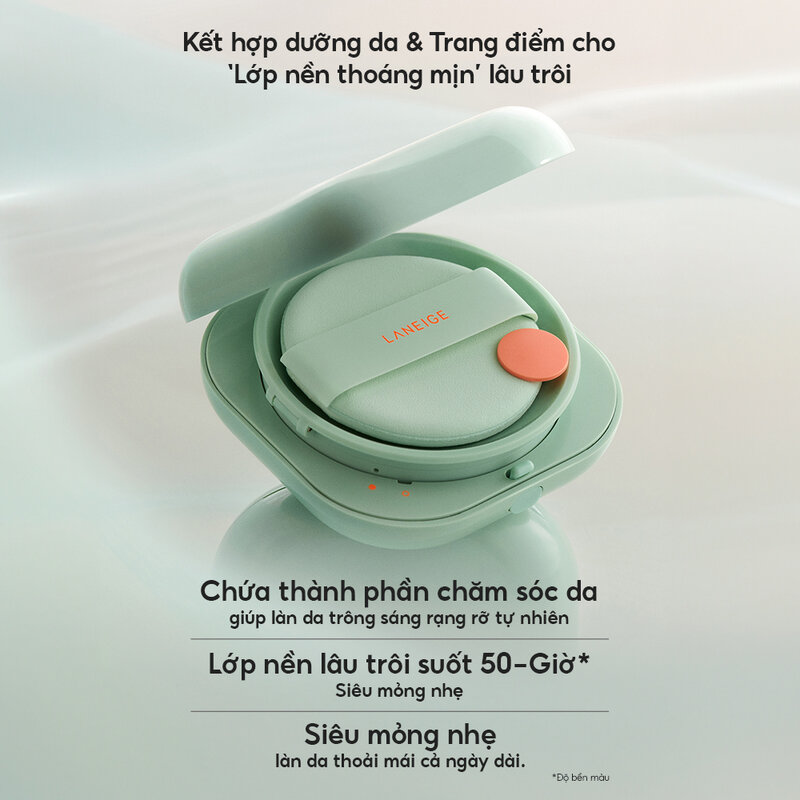 Kết hợp dưỡng da & Trang điểm cho
‘Lớp nền thoáng mịn’ lâu trôi
LANEIGE
Chứa thành phần chăm sóc da
giúp làn da trông sáng rạng rỡ tự nhiên
Lớp nền lâu trôi suốt 50-Giờ*
Siêu mỏng nhẹ
Siêu mỏng nhẹ
làn da thoải mái cả ngày dài.
*Độ bền màu